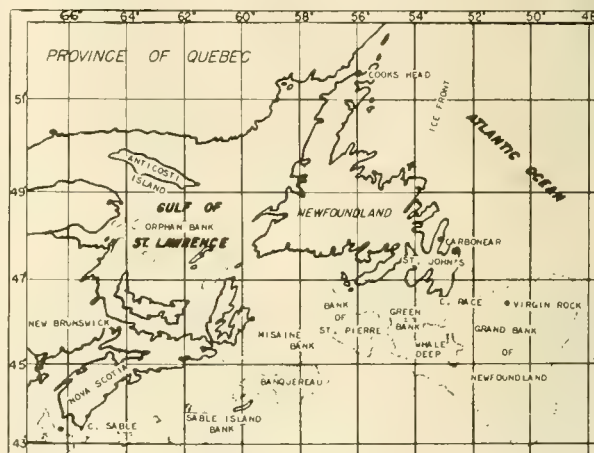 66° 64° 62° 60° 58° 56° 54° 52° 50° 48°
PROVINCE OF QUEBEC
COOKS HEAD
51
ICE FRONT
ATLANTIC OCEAN
ANTICOSTI
ISLAND
49
GULF OF
ORPHAN BANK
ST. LAWRENCE
NEWFOUNDLAND
CARBONEAR
ST. JOHN'S
47
C. RACE
VIRGIN ROCK
BANK
OF
ST. PIERRE
GREEN
BANK
GRAND BANK
OF
NEWFOUNDLAND
NEW BRUNSWICK
MISAINE
BANK
WHALE
DEEP
45
NOVA SCOTIA
BANQUEREAU
C. SABLE
SABLE ISLAND
BANK
43